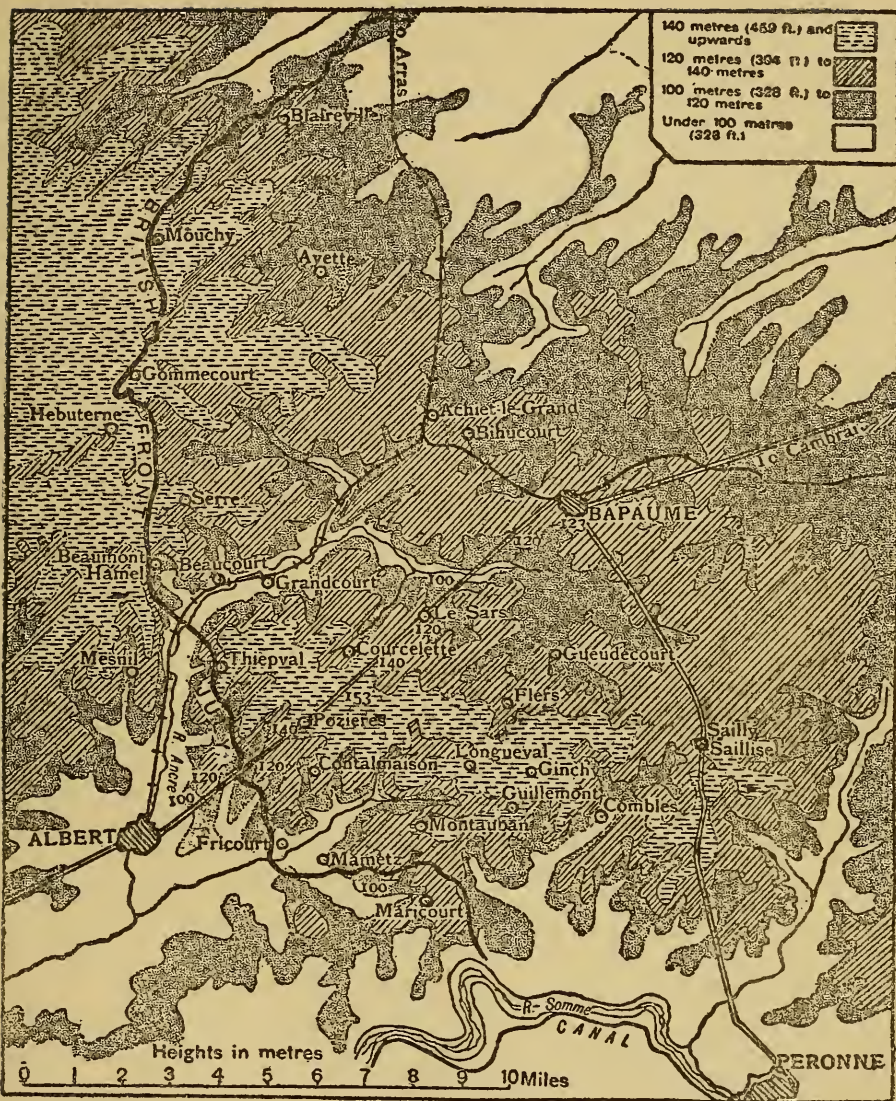 140 metres (459 ft.) and
upwards
120 metres (394 ft) to
140 metres
100 metres (328 ft.) to
120 metres
Under 100 metres
(328 ft.)
To Arras
Blaireville
BRITISH
Mouchy
Ayette
Gommecourt
Hebuterne
Achiet-le-Grand
Bihucourt
FRONT
To Cambrai
Serre
BAPAUME
123
120
Beaumont
Hamel
Beaucourt
Grandcourt
100
Le Sars
120
Mesnil
Thiepval
Courcelette
140
Gueudecourt
153
Flers
Pozieres
140
Sailly
Saillisel
R. Ancre
120
120
Contalmaison
Longueval
Ginchy
100
Guillemont
Combles
ALBERT
Montauban
Fricourt
Mametz
100
Maricourt
R. Somme
CANAL
Heights in metres
PERONNE
0 1 2 3 4 5 6 7 8 9 10 Miles